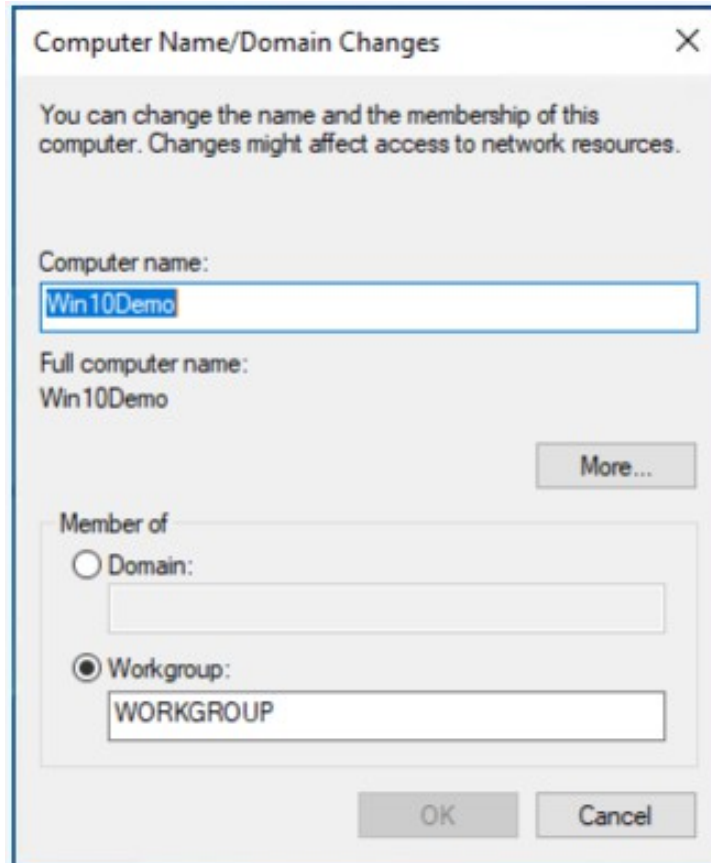 Computer Name/Domain Changes
You can change the name and the membership of this
computer. Changes might affect access to network resources.
Computer name:
Win10Demo
Full computer name:
Win10Demo
More...
Member of
Domain:
Workgroup:
WORKGROUP
OK
Cancel